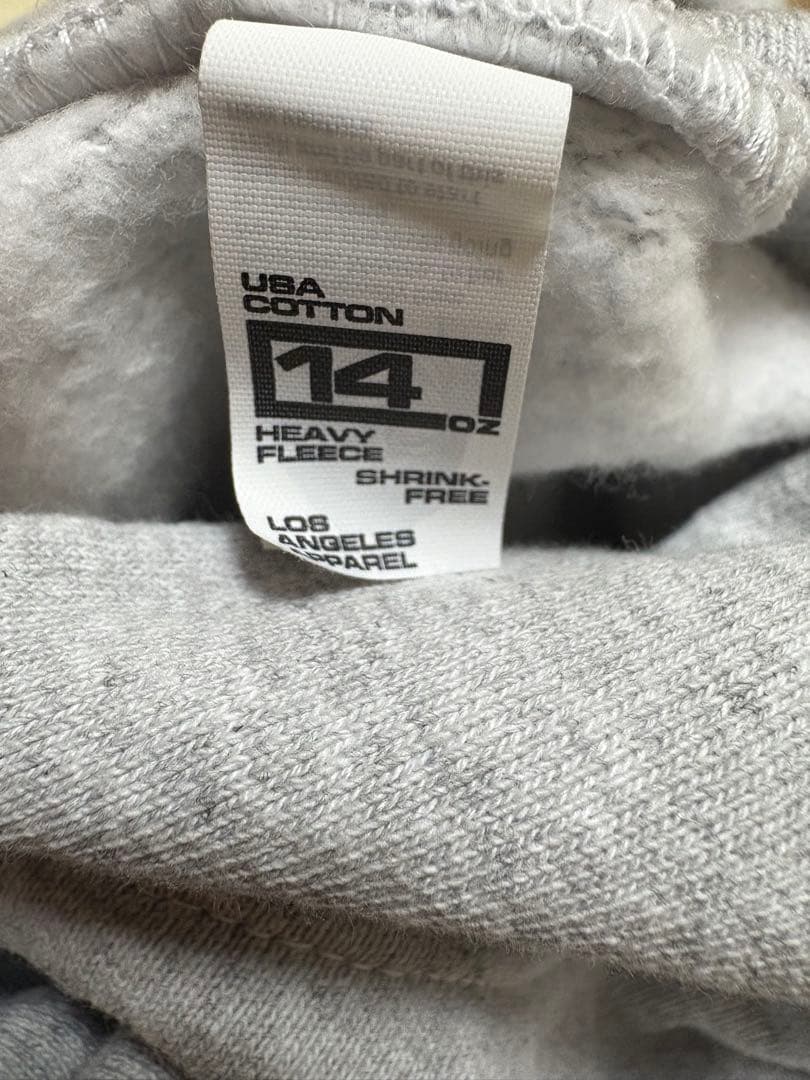 USA
COTTON
14
OZ
HEAVY
FLEECE
SHRINK-
FREE
LOS
ANGELES
APPAREL